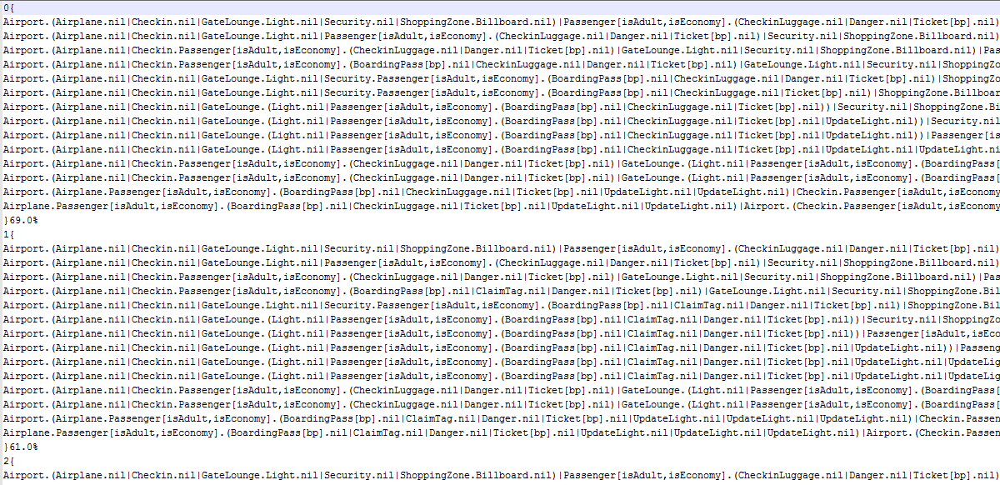 0{
Airport.(Airplane.nil|Checkin.nil|GateLounge.Light.nil|Security.nil|ShoppingZone.Billboard.nil)|Passenger[isAdult,isEconomy].(CheckinLuggage.nil|Danger.nil|Ticket[bp].nil)
Airport.(Airplane.nil|Checkin.nil|GateLounge.Light.nil|Passenger[isAdult,isEconomy].(CheckinLuggage.nil|Danger.nil|Ticket[bp].nil)|Security.nil|ShoppingZone.Billboard.nil)
Airport.(Airplane.nil|Checkin.Passenger[isAdult,isEconomy].(CheckinLuggage.nil|Danger.nil|Ticket[bp].nil)|GateLounge.Light.nil|Security.nil|ShoppingZone.Billboard.nil)|Pas
Airport.(Airplane.nil|Checkin.Passenger[isAdult,isEconomy].(BoardingPass[bp].nil|CheckinLuggage.nil|Danger.nil|Ticket[bp].nil)|GateLounge.Light.nil|Security.nil|ShoppingZo
Airport.(Airplane.nil|Checkin.nil|GateLounge.Light.nil|Security.Passenger[isAdult,isEconomy].(BoardingPass[bp].nil|CheckinLuggage.nil|Danger.nil|Ticket[bp].nil)|ShoppingZo
Airport.(Airplane.nil|Checkin.nil|GateLounge.Light.nil|Security.Passenger[isAdult,isEconomy].(BoardingPass[bp].nil|CheckinLuggage.nil|Ticket[bp].nil)|ShoppingZone.Billboar
Airport.(Airplane.nil|Checkin.nil|GateLounge.(Light.nil|Passenger[isAdult,isEconomy].(BoardingPass[bp].nil|CheckinLuggage.nil|Ticket[bp].nil))|Security.nil|ShoppingZone.Bi
Airport.(Airplane.nil|Checkin.nil|GateLounge.(Light.nil|Passenger[isAdult,isEconomy].(BoardingPass[bp].nil|CheckinLuggage.nil|Ticket[bp].nil|UpdateLight.nil))|Security.nil
Airport.(Airplane.nil|Checkin.nil|GateLounge.(Light.nil|Passenger[isAdult,isEconomy].(BoardingPass[bp].nil|CheckinLuggage.nil|Ticket[bp].nil|UpdateLight.nil))|Passenger[is
Airport.(Airplane.nil|Checkin.nil|GateLounge.(Light.nil|Passenger[isAdult,isEconomy].(BoardingPass[bp].nil|CheckinLuggage.nil|Ticket[bp].nil|UpdateLight.nil|UpdateLight.ni
Airport.(Airplane.nil|Checkin.Passenger[isAdult,isEconomy].(CheckinLuggage.nil|Danger.nil|Ticket[bp].nil)|GateLounge.(Light.nil|Passenger[isAdult,isEconomy].(BoardingPass[
Airport.(Airplane.nil|Checkin.Passenger[isAdult,isEconomy].(CheckinLuggage.nil|Danger.nil|Ticket[bp].nil)|GateLounge.(Light.nil|Passenger[isAdult,isEconomy].(BoardingPass[
Airport.(Airplane.Passenger[isAdult,isEconomy].(BoardingPass[bp].nil|CheckinLuggage.nil|Ticket[bp].nil|UpdateLight.nil|UpdateLight.nil)|Checkin.Passenger[isAdult,isEconomy
Airplane.Passenger[isAdult,isEconomy].(BoardingPass[bp].nil|CheckinLuggage.nil|Ticket[bp].nil|UpdateLight.nil|UpdateLight.nil)|Airport.(Checkin.Passenger[isAdult,isEconomy
}69.0%
1{
Airport.(Airplane.nil|Checkin.nil|GateLounge.Light.nil|Security.nil|ShoppingZone.Billboard.nil)|Passenger[isAdult,isEconomy].(CheckinLuggage.nil|Danger.nil|Ticket[bp].nil)
Airport.(Airplane.nil|Checkin.nil|GateLounge.Light.nil|Passenger[isAdult,isEconomy].(CheckinLuggage.nil|Danger.nil|Ticket[bp].nil)|Security.nil|ShoppingZone.Billboard.nil)
Airport.(Airplane.nil|Checkin.Passenger[isAdult,isEconomy].(CheckinLuggage.nil|Danger.nil|Ticket[bp].nil)|GateLounge.Light.nil|Security.nil|ShoppingZone.Billboard.nil)|Pas
Airport.(Airplane.nil|Checkin.Passenger[isAdult,isEconomy].(BoardingPass[bp].nil|ClaimTag.nil|Danger.nil|Ticket[bp].nil)|GateLounge.Light.nil|Security.nil|ShoppingZone.Bil
Airport.(Airplane.nil|Checkin.nil|GateLounge.Light.nil|Security.Passenger[isAdult,isEconomy].(BoardingPass[bp].nil|ClaimTag.nil|Danger.nil|Ticket[bp].nil)|ShoppingZone.Bil
Airport.(Airplane.nil|Checkin.nil|GateLounge.(Light.nil|Passenger[isAdult,isEconomy].(BoardingPass[bp].nil|ClaimTag.nil|Danger.nil|Ticket[bp].nil))|Security.nil|ShoppingZo
Airport.(Airplane.nil|Checkin.nil|GateLounge.(Light.nil|Passenger[isAdult,isEconomy].(BoardingPass[bp].nil|ClaimTag.nil|Danger.nil|Ticket[bp].nil))|Passenger[isAdult,isEco
Airport.(Airplane.nil|Checkin.nil|GateLounge.(Light.nil|Passenger[isAdult,isEconomy].(BoardingPass[bp].nil|ClaimTag.nil|Danger.nil|Ticket[bp].nil|UpdateLight.nil))|Passeng
Airport.(Airplane.nil|Checkin.nil|GateLounge.(Light.nil|Passenger[isAdult,isEconomy].(BoardingPass[bp].nil|ClaimTag.nil|Danger.nil|Ticket[bp].nil|UpdateLight.nil|UpdateLig
Airport.(Airplane.nil|Checkin.nil|GateLounge.(Light.nil|Passenger[isAdult,isEconomy].(BoardingPass[bp].nil|ClaimTag.nil|Danger.nil|Ticket[bp].nil|UpdateLight.nil|UpdateLig
Airport.(Airplane.nil|Checkin.Passenger[isAdult,isEconomy].(CheckinLuggage.nil|Danger.nil|Ticket[bp].nil)|GateLounge.(Light.nil|Passenger[isAdult,isEconomy].(BoardingPass[
Airport.(Airplane.nil|Checkin.Passenger[isAdult,isEconomy].(CheckinLuggage.nil|Danger.nil|Ticket[bp].nil)|GateLounge.(Light.nil|Passenger[isAdult,isEconomy].(BoardingPass[
Airport.(Airplane.Passenger[isAdult,isEconomy].(BoardingPass[bp].nil|ClaimTag.nil|Danger.nil|Ticket[bp].nil|UpdateLight.nil|UpdateLight.nil|UpdateLight.nil)|Checkin.Passen
Airplane.Passenger[isAdult,isEconomy].(BoardingPass[bp].nil|ClaimTag.nil|Danger.nil|Ticket[bp].nil|UpdateLight.nil|UpdateLight.nil|UpdateLight.nil)|Airport.(Checkin.Passen
}61.0%
2{
Airport.(Airplane.nil|Checkin.nil|GateLounge.Light.nil|Security.nil|ShoppingZone.Billboard.nil)|Passenger[isAdult,isEconomy].(CheckinLuggage.nil|Danger.nil|Ticket[bp].nil)